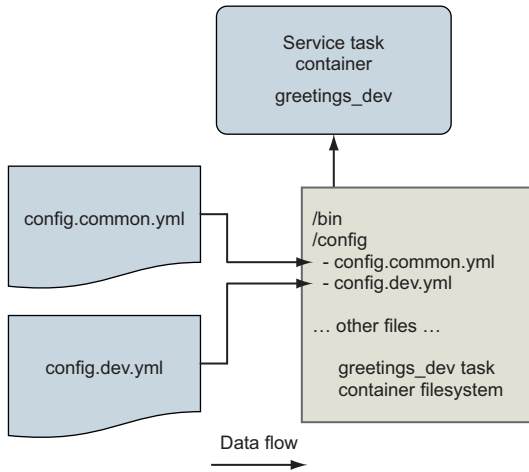 Service task
container
greetings_dev
config.common.yml
config.dev.yml
/bin
/config
- config.common.yml
- config.dev.yml
… other files …
greetings_dev task
container filesystem
Data flow